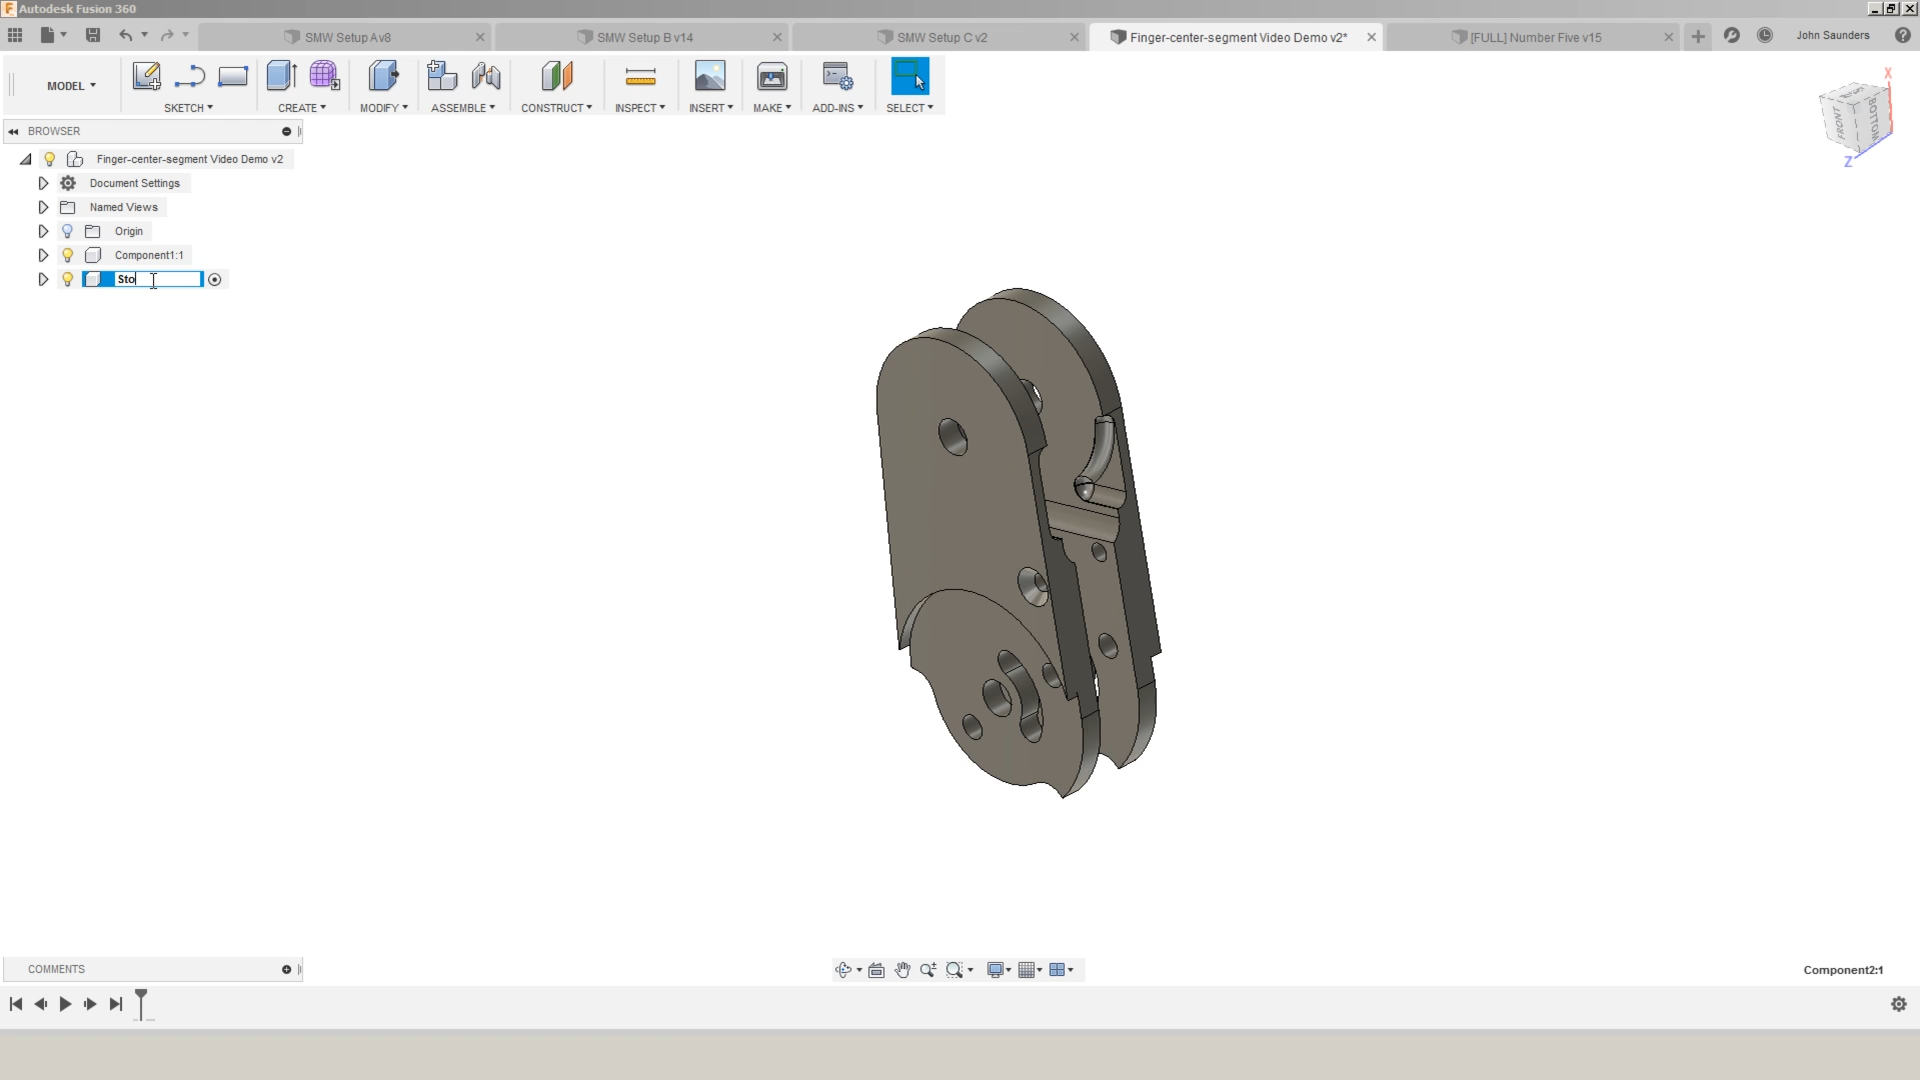 Autodesk Fusion 360
SMW Setup A v8
SMW Setup B v14
SMW Setup C v2
Finger-center-segment Video Demo v2*
[FULL] Number Five v15
John Saunders
MODEL
SKETCH
CREATE
MODIFY
ASSEMBLE
CONSTRUCT
INSPECT
INSERT
MAKE
ADD-INS
SELECT
BROWSER
Finger-center-segment Video Demo v2
Document Settings
Named Views
Origin
Component1:1
Sto
X
RIGHT
FRONT
BOTTOM
Z
COMMENTS
Component2:1